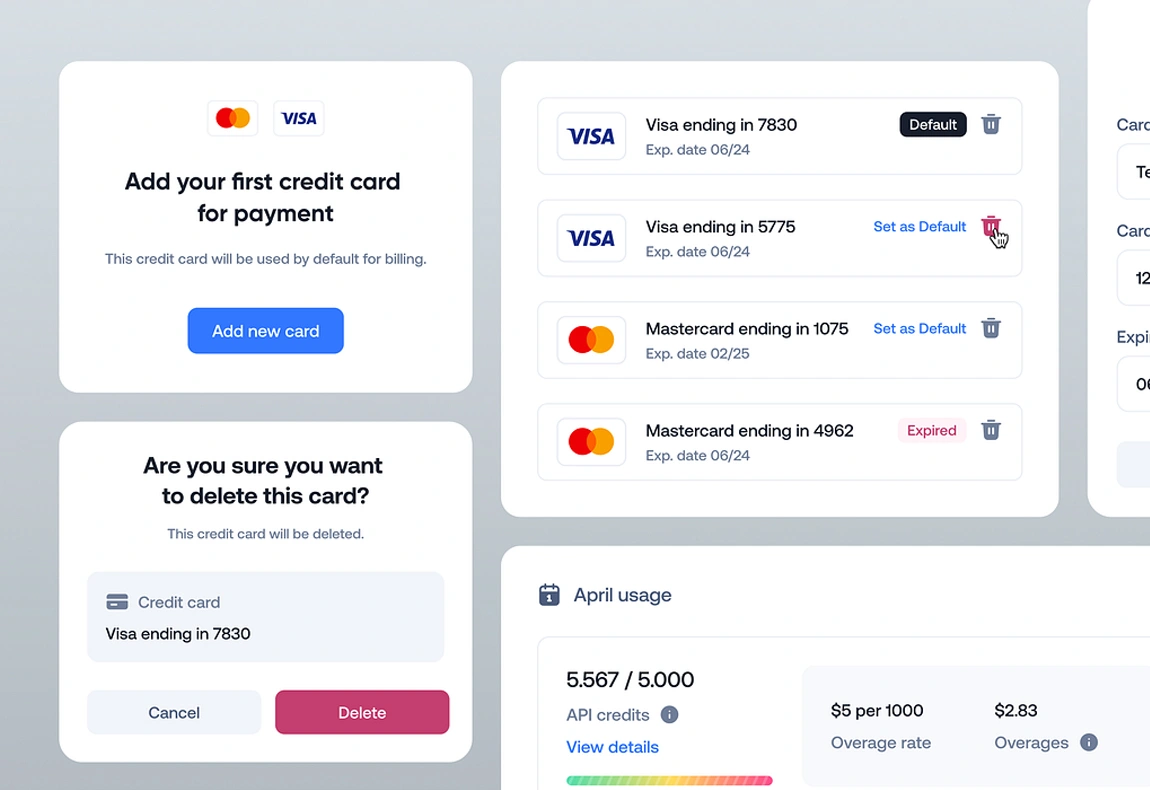 VISA
Add your first credit card
for payment
This credit card will be used by default for billing.
Add new card
Are you sure you want
to delete this card?
This credit card will be deleted.
Credit card
Visa ending in 7830
Cancel
Delete
VISA
Visa ending in 7830
Default
Exp. date 06/24
VISA
Visa ending in 5775
Set as Default
Exp. date 06/24
Mastercard ending in 1075
Set as Default
Exp. date 02/25
Mastercard ending in 4962
Expired
Exp. date 06/24
1
April usage
5.567 / 5.000
API credits
View details
$5 per 1000
Overage rate
$2.83
Overages
Card
12